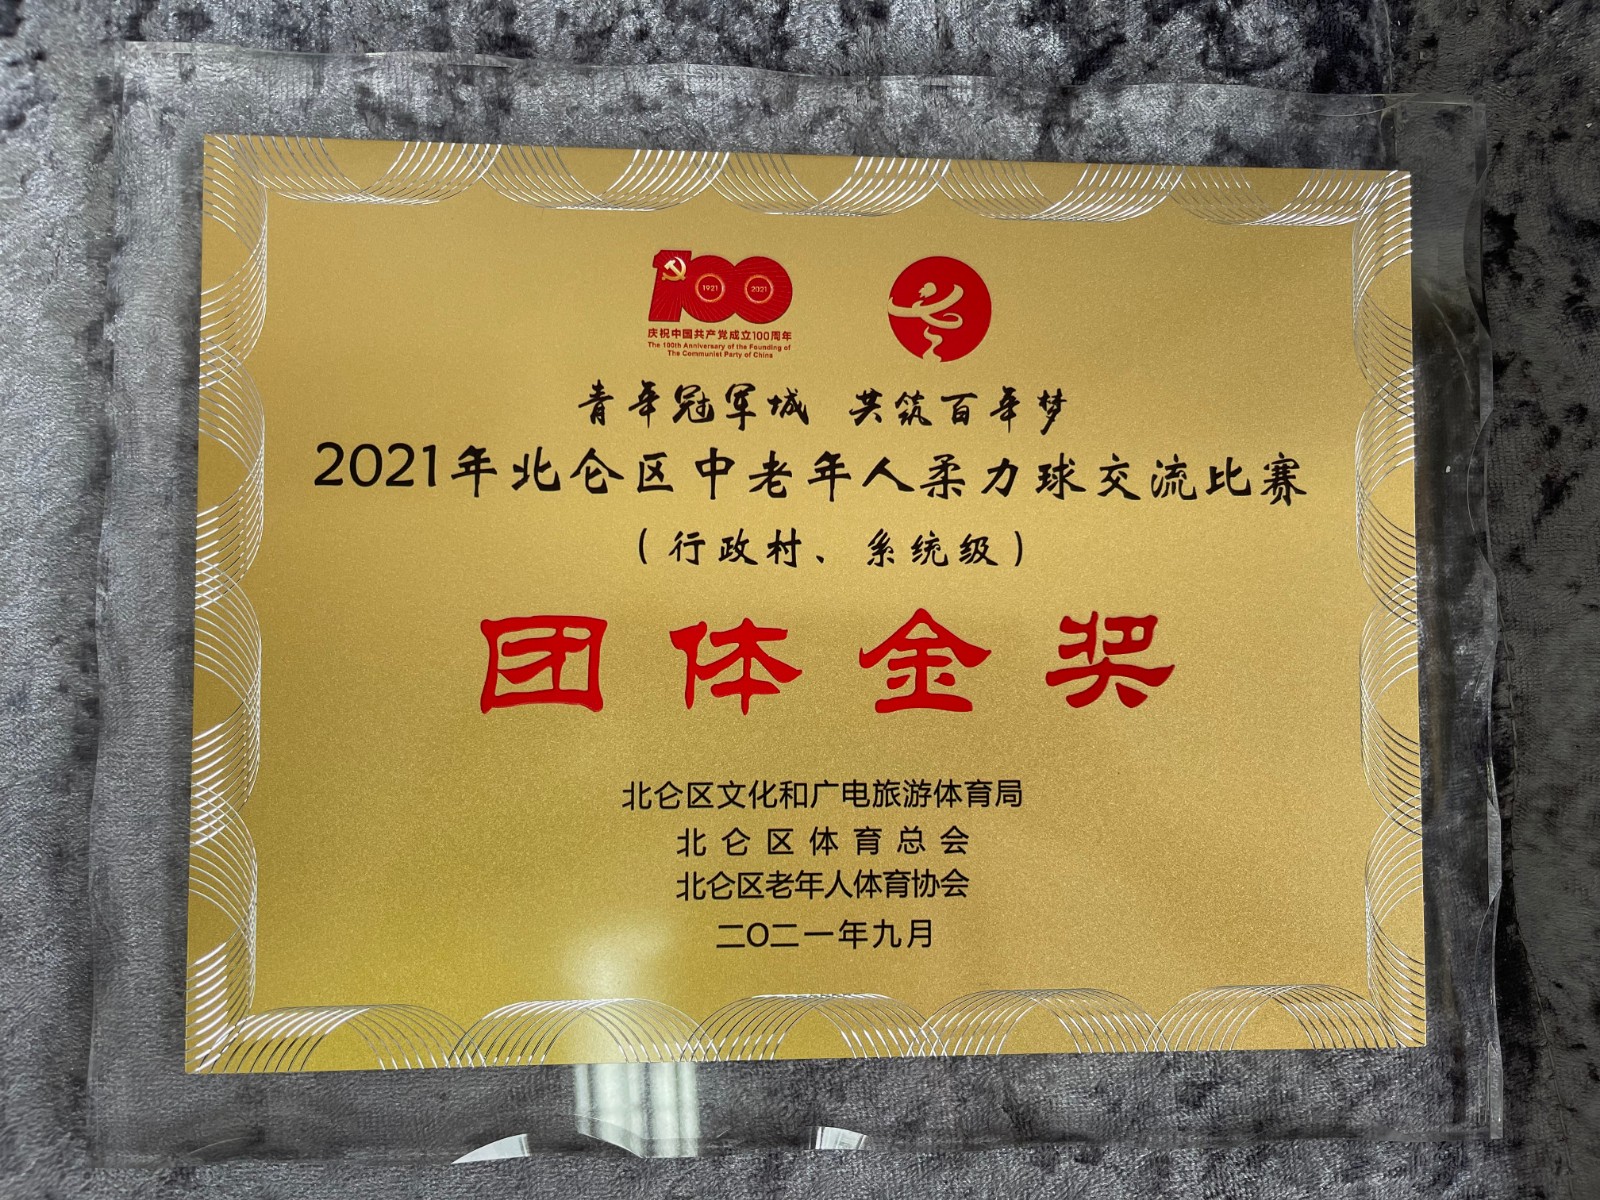 100
1921
2021
庆祝中国共产党成立100周年
The 100th Anniversary of the Founding of
The Communist Party of China
青年冠军城 共筑百年梦
2021年北仑区中老年人柔力球交流比赛
（行政村、系统级）
团体金奖
北仑区文化和广电旅游体育局
北仑区体育总会
北仑区老年人体育协会
二〇二一年九月